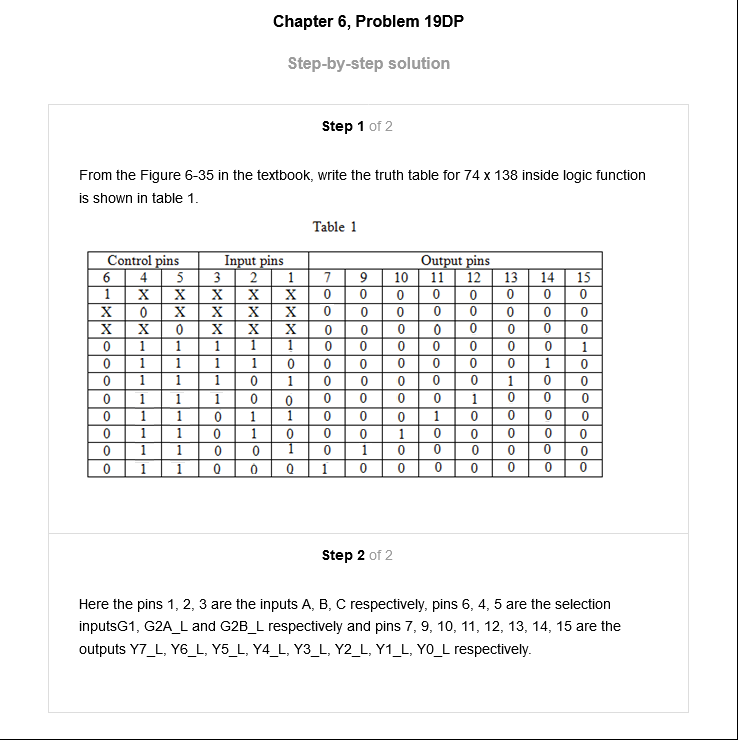 Chapter 6, Problem 19DP
Step-by-step solution
Step 1 of 2
From the Figure 6-35 in the textbook, write the truth table for 74 x 138 inside logic function
is shown in table 1.
Table 1
Control pins Input pins Output pins
6 4 5 3 2 1 7 9 10 11 12 13 14 15
1 X X X X X 0 0 0 0 0 0 0 0
X 0 X X X X 0 0 0 0 0 0 0 0
X X 0 X X X 0 0 0 0 0 0 0 0
0 1 1 1 1 1 0 0 0 0 0 0 0 1
0 1 1 1 1 0 0 0 0 0 0 0 1 0
0 1 1 1 0 1 0 0 0 0 0 1 0 0
0 1 1 1 0 0 0 0 0 0 1 0 0 0
0 1 1 0 1 1 0 0 0 1 0 0 0 0
0 1 1 0 1 0 0 0 1 0 0 0 0 0
0 1 1 0 0 1 0 1 0 0 0 0 0 0
0 1 1 0 0 0 1 0 0 0 0 0 0 0
Step 2 of 2
Here the pins 1, 2, 3 are the inputs A, B, C respectively, pins 6, 4, 5 are the selection
inputsG1, G2A_L and G2B_L respectively and pins 7, 9, 10, 11, 12, 13, 14, 15 are the
outputs Y7_L, Y6_L, Y5_L, Y4_L, Y3_L, Y2_L, Y1_L, Y0_L respectively.